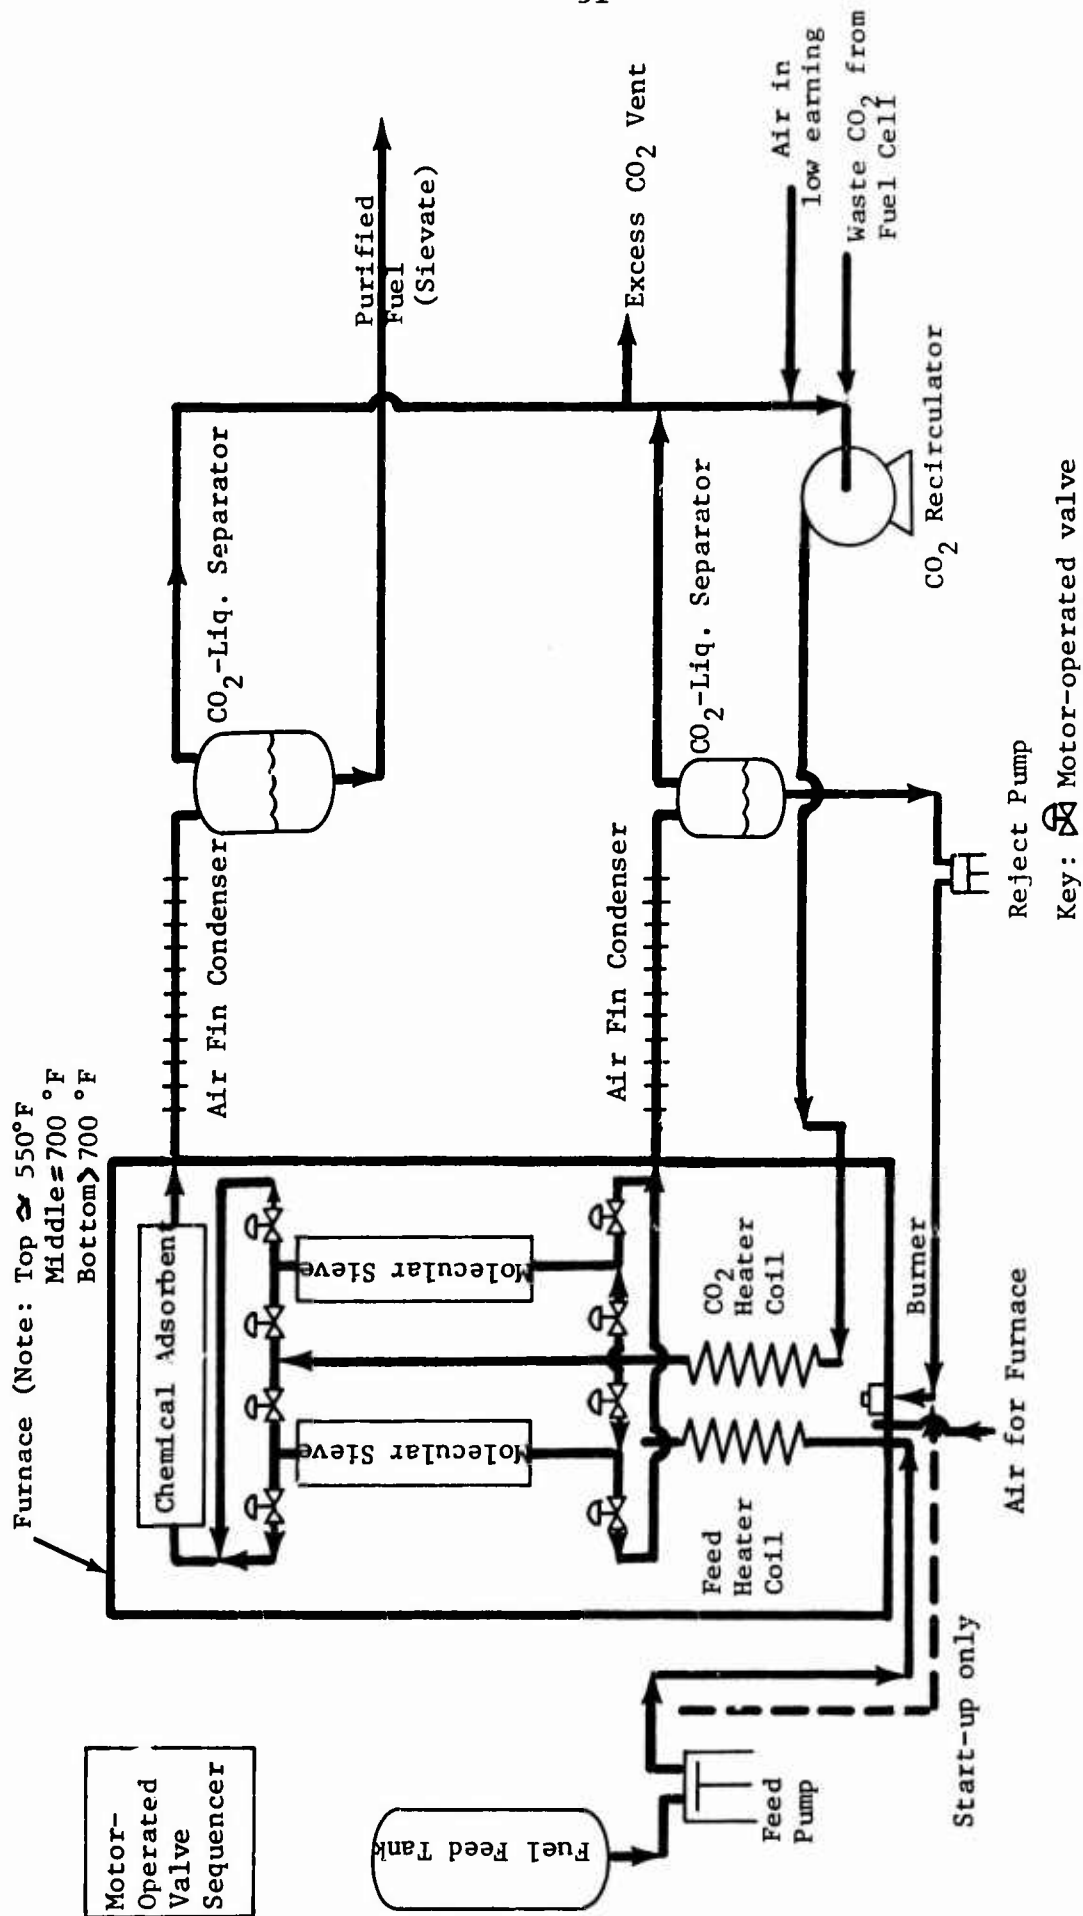 Furnace (Note: Top ≃ 550°F
Middle=700 °F
Bottom>700 °F
Motor-
Operated
Valve
Sequencer
Chemical Adsorbent
Air Fin Condenser
CO2-Liq. Separator
Purified
Fuel
(Sievate)
Molecular Sieve
Molecular Sieve
Fuel Feed Tank
Feed
Pump
Feed
Heater
Coil
CO2
Heater
Coil
Air Fin Condenser
CO2-Liq. Separator
Excess CO2 Vent
Air in
low earning
Waste CO2 from
Fuel Cell
CO2 Recirculator
Burner
Start-up only
Air for Furnace
Reject Pump
Key: Motor-operated valve